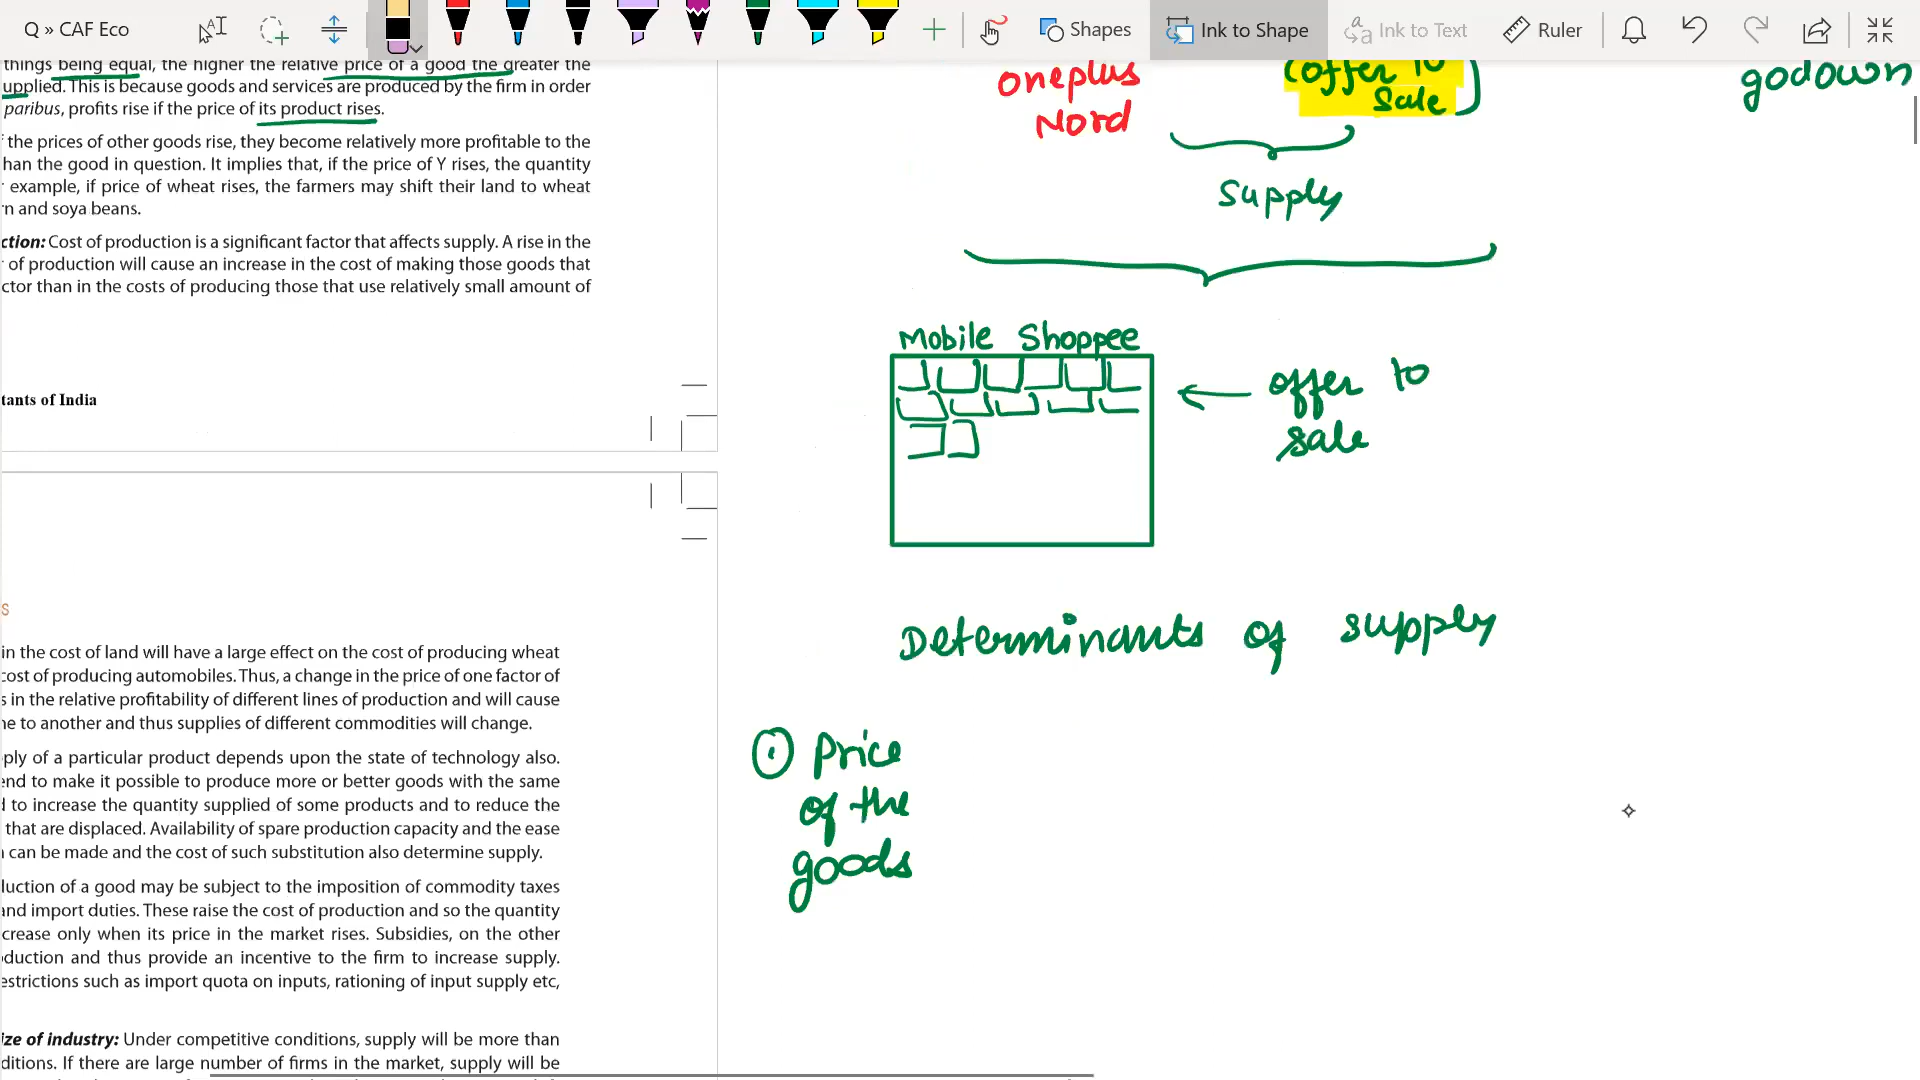 Q » CAF Eco
Shapes
Ink to Shape
Ink to Text
Ruler
things being equal, the higher the relative price of a good the greater the
upplied. This is because goods and services are produced by the firm in order
paribus, profits rise if the price of its product rises.
the prices of other goods rise, they become relatively more profitable to the
han the good in question. It implies that, if the price of Y rises, the quantity
example, if price of wheat rises, the farmers may shift their land to wheat
rn and soya beans.
ction: Cost of production is a significant factor that affects supply. A rise in the
of production will cause an increase in the cost of making those goods that
ctor than in the costs of producing those that use relatively small amount of
tants of India
S
in the cost of land will have a large effect on the cost of producing wheat
cost of producing automobiles. Thus, a change in the price of one factor of
s in the relative profitability of different lines of production and will cause
ne to another and thus supplies of different commodities will change.
ply of a particular product depends upon the state of technology also.
end to make it possible to produce more or better goods with the same
d to increase the quantity supplied of some products and to reduce the
that are displaced. Availability of spare production capacity and the ease
can be made and the cost of such substitution also determine supply.
luction of a good may be subject to the imposition of commodity taxes
and import duties. These raise the cost of production and so the quantity
crease only when its price in the market rises. Subsidies, on the other
duction and thus provide an incentive to the firm to increase supply.
estrictions such as import quota on inputs, rationing of input supply etc,
ize of industry: Under competitive conditions, supply will be more than
ditions. If there are large number of firms in the market, supply will be
oneplus
Nord
(offer to
sale)
godown
supply
Mobile Shoppee
offer to
sale
Determinants of supply
① Price
of the
goods